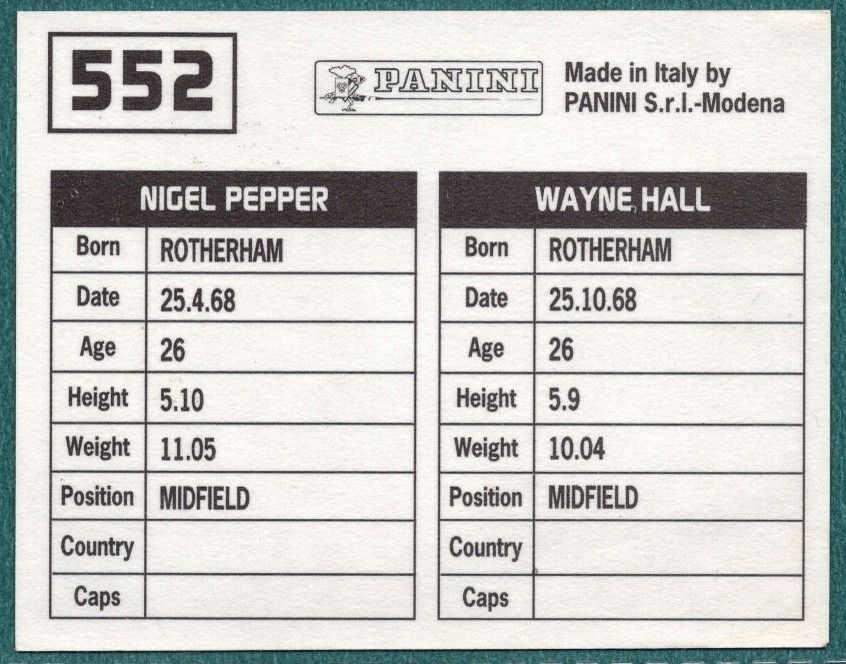 552
PANINI
Made in Italy by
PANINI S.r.l.-Modena
NIGEL PEPPER
Born ROTHERHAM
Date 25.4.68
Age 26
Height 5.10
Weight 11.05
Position MIDFIELD
Country
Caps
WAYNE HALL
Born ROTHERHAM
Date 25.10.68
Age 26
Height 5.9
Weight 10.04
Position MIDFIELD
Country
Caps